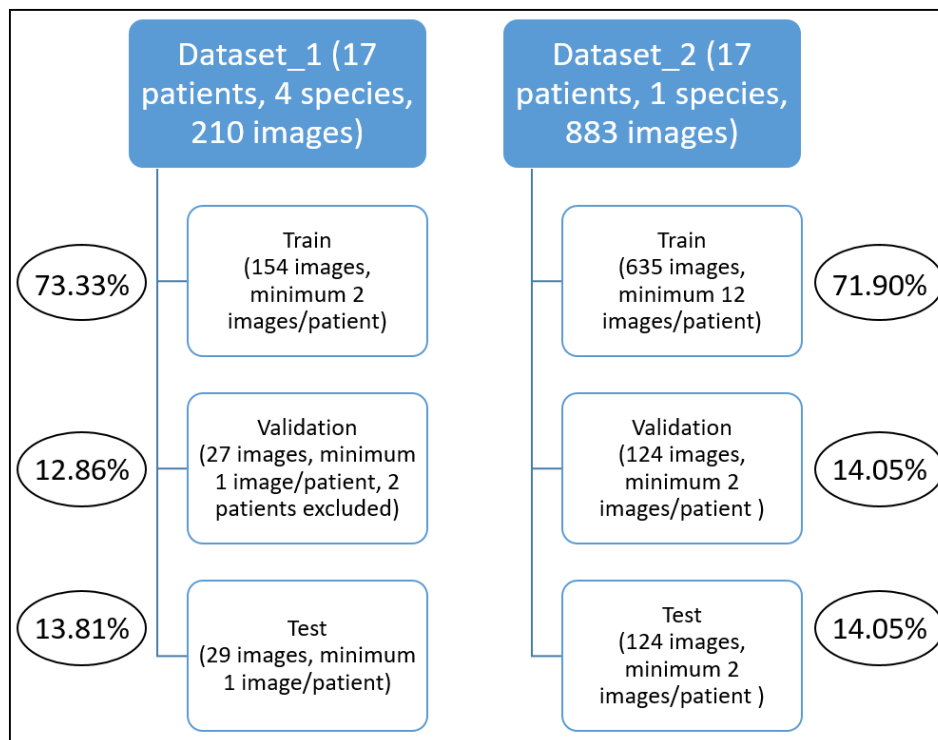 Dataset_1 (17
patients, 4 species,
210 images)
73.33%
Train
(154 images,
minimum 2
images/patient)
12.86%
Validation
(27 images, minimum
1 image/patient, 2
patients excluded)
13.81%
Test
(29 images, minimum
1 image/patient)
Dataset_2 (17
patients, 1 species,
883 images)
Train
(635 images,
minimum 12
images/patient)
71.90%
Validation
(124 images,
minimum 2
images/patient )
14.05%
Test
(124 images,
minimum 2
images/patient )
14.05%